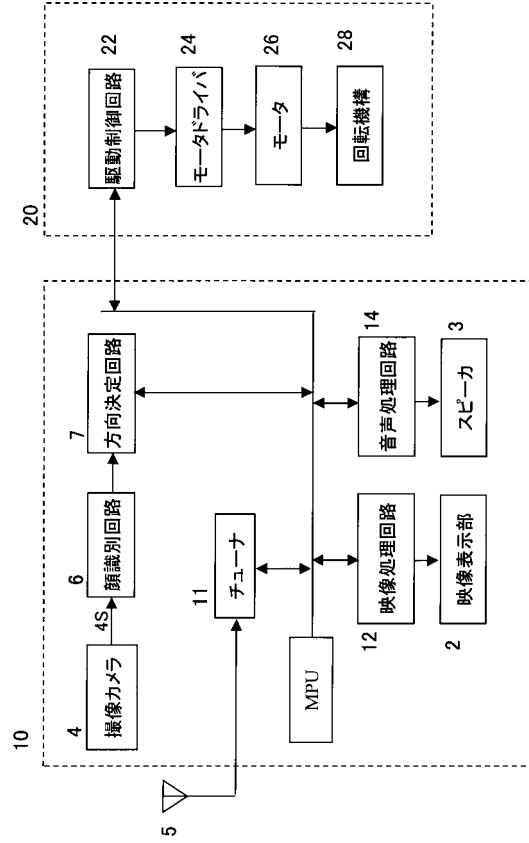 10
20
4
撮像カメラ
4S
6
顔識別回路
7
方向決定回路
22
駆動制御回路
24
モータドライバ
26
モータ
28
回転機構
5
11
チューナ
MPU
12
映像処理回路
14
音声処理回路
2
映像表示部
3
スピーカ